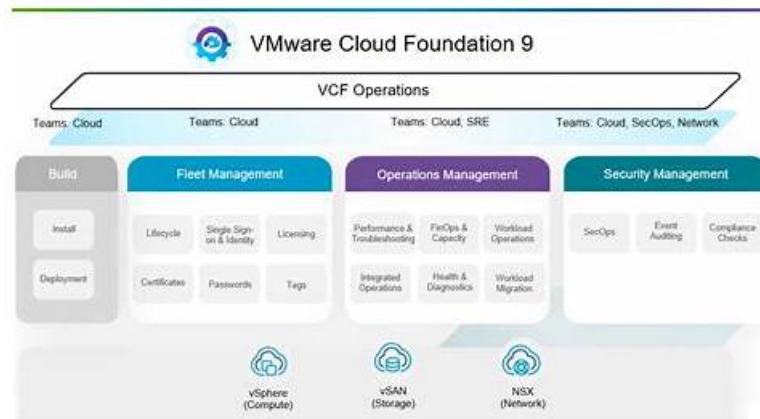 VMware Cloud Foundation 9
VCF Operations
Teams: Cloud
Teams: Cloud
Teams: Cloud, SRE
Teams: Cloud, SecOps, Network
Build
Install
Deployment
Fleet Management
Lifecycle
Single Sign-
on & Identity
Licensing
Certificates
Passwords
Tags
Operations Management
Performance &
Troubleshooting
FinOps &
Capacity
Workload
Operations
Integrated
Operations
Health &
Diagnostics
Workload
Migration
Security Management
SecOps
Event
Auditing
Compliance
Checks
vSphere
(Compute)
vSAN
(Storage)
NSX
(Network)